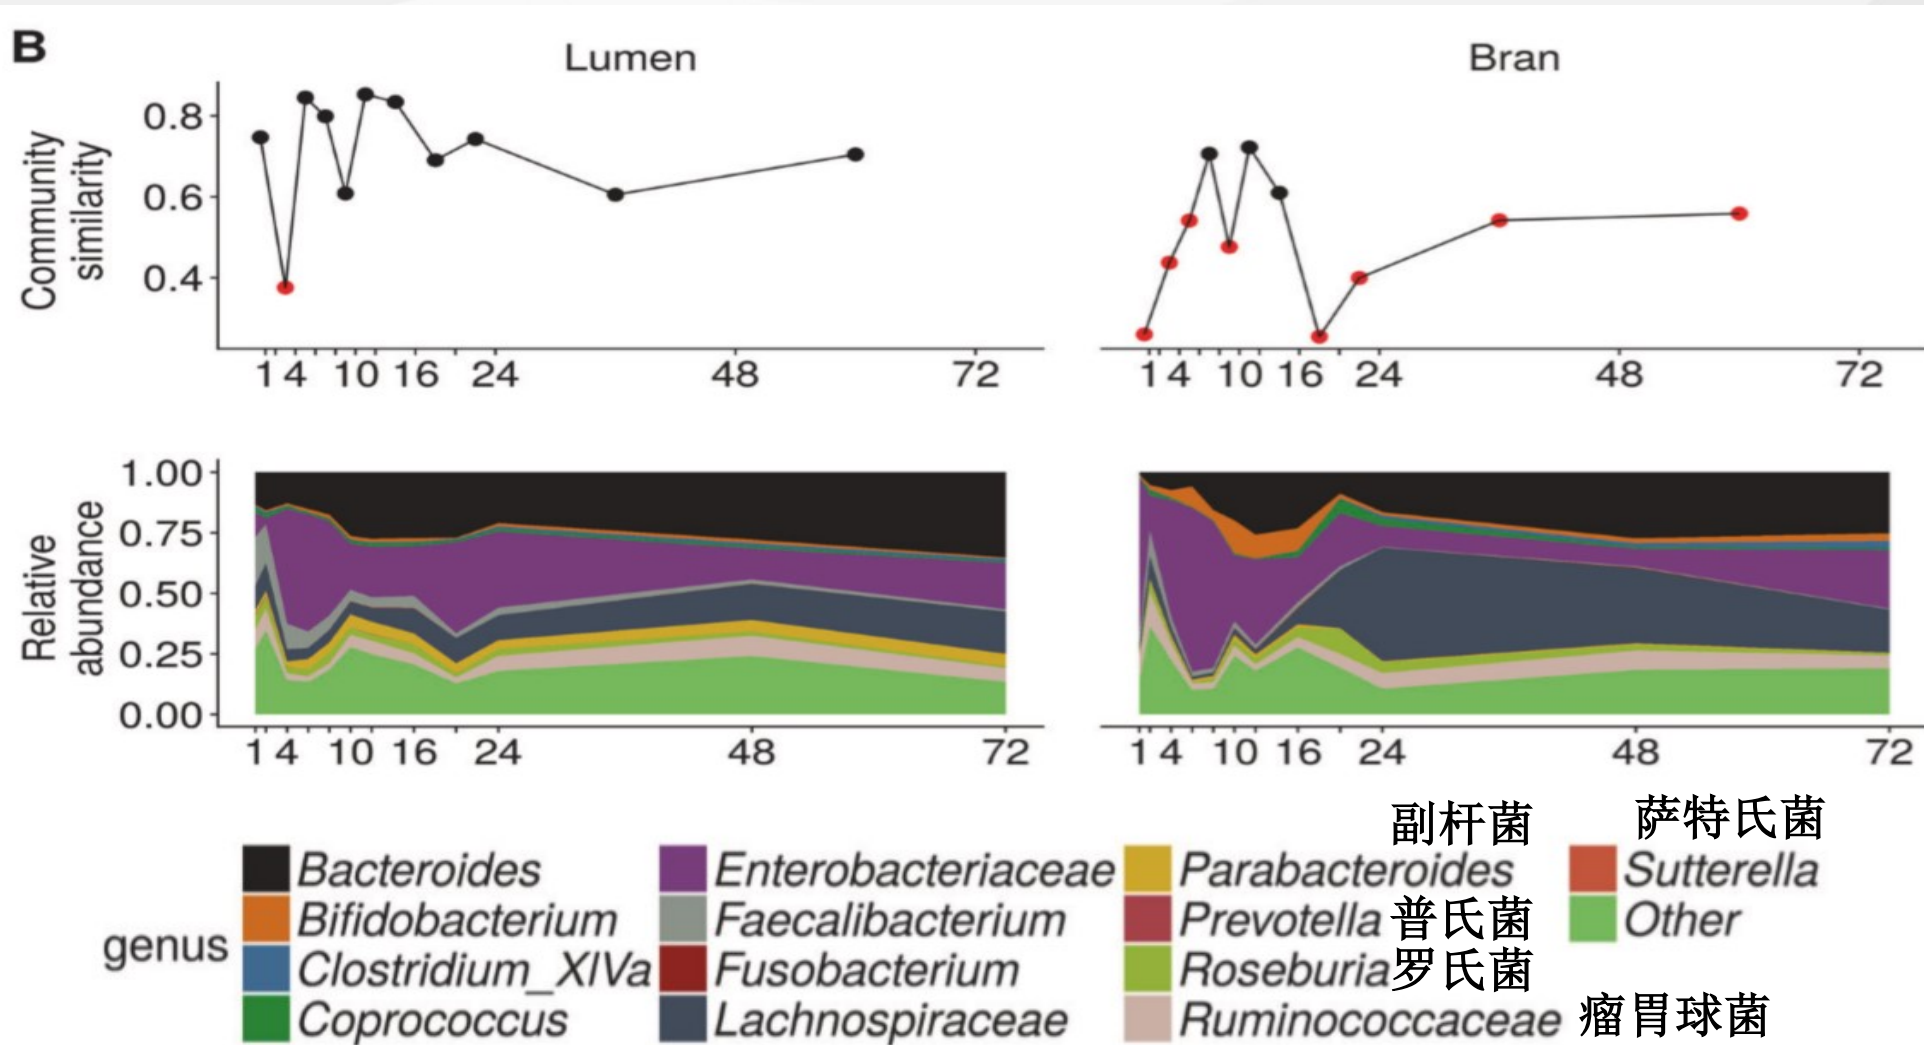 B
Lumen
Bran
Community
similarity
0.8
0.6
0.4
1 4 10 16 24 48 72
1 4 10 16 24 48 72
Relative
abundance
1.00
0.75
0.50
0.25
0.00
1 4 10 16 24 48 72
1 4 10 16 24 48 72
副杆菌 萨特氏菌
genus
Bacteroides Enterobacteriaceae Parabacteroides Sutterella
Bifidobacterium Faecalibacterium Prevotella 普氏菌 Other
Clostridium_XIVa Fusobacterium Roseburia 罗氏菌
Coprococcus Lachnospiraceae Ruminococcaceae 瘤胃球菌